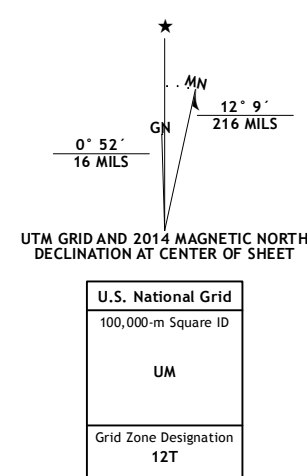 ★
MN
GN
12° 9´
216 MILS
0° 52´
16 MILS
UTM GRID AND 2014 MAGNETIC NORTH
DECLINATION AT CENTER OF SHEET
U.S. National Grid
100,000-m Square ID
UM
Grid Zone Designation
12T